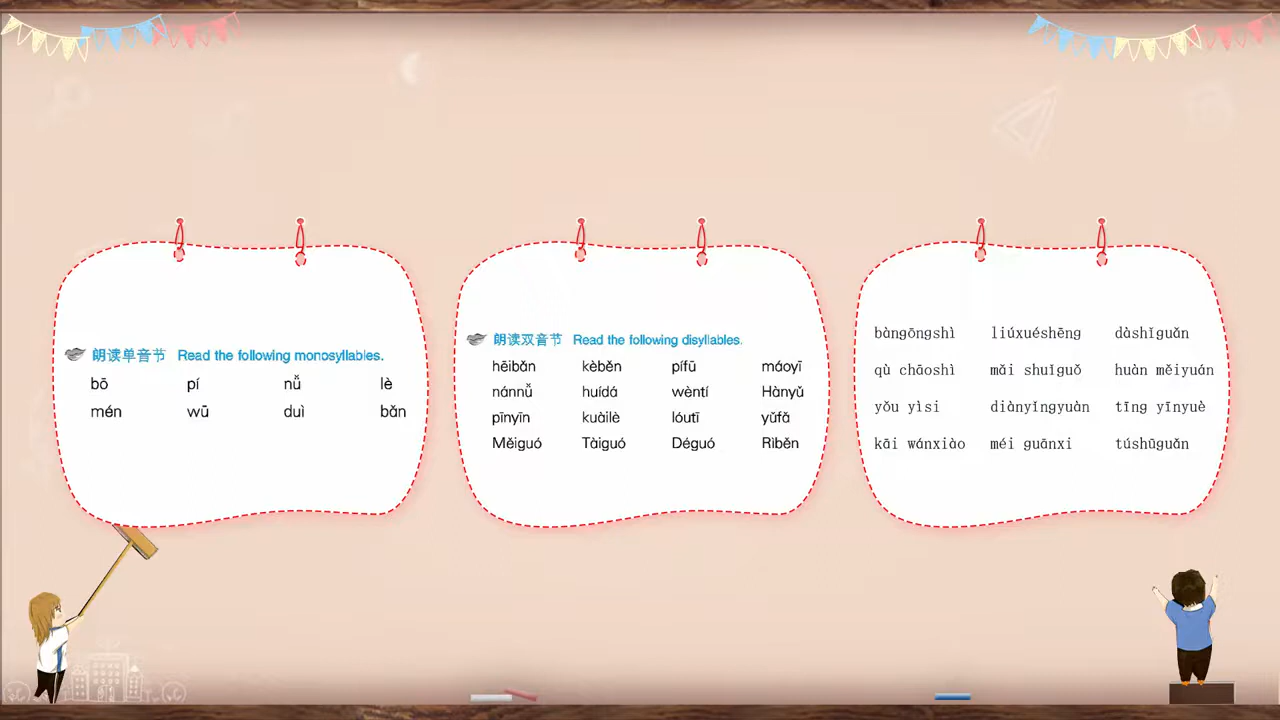 朗读单音节 Read the following monosyllables.
bō pí nǚ lè
mén wū duì bǎn
朗读双音节 Read the following disyllables.
hēibǎn kèběn pífū máoyī
nánnǚ huídá wèntí Hànyǔ
pīnyīn kuàilè lóutī yǔfǎ
Měiguó Tàiguó Déguó Rìběn
bàngōngshì liúxuéshēng dàshǐguǎn
qù chāoshì mǎi shuǐguǒ huàn měiyuán
yǒu yìsi diànyǐngyuàn tīng yīnyuè
kāi wánxiào méi guānxi túshūguǎn